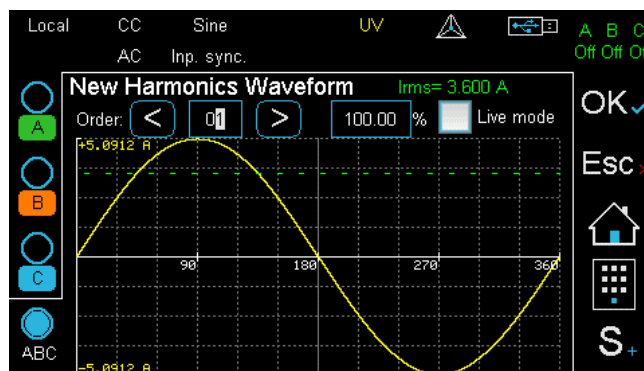 Local CC Sine UV A B C
AC Inp. sync. Off Off
New Harmonics Waveform Irms= 3.600 A
OK
Order: < 01 > 100.00 % Live mode
A
+5.0912 A
Esc
B
90 180 270 360
C
S+
ABC
-5.0912 A